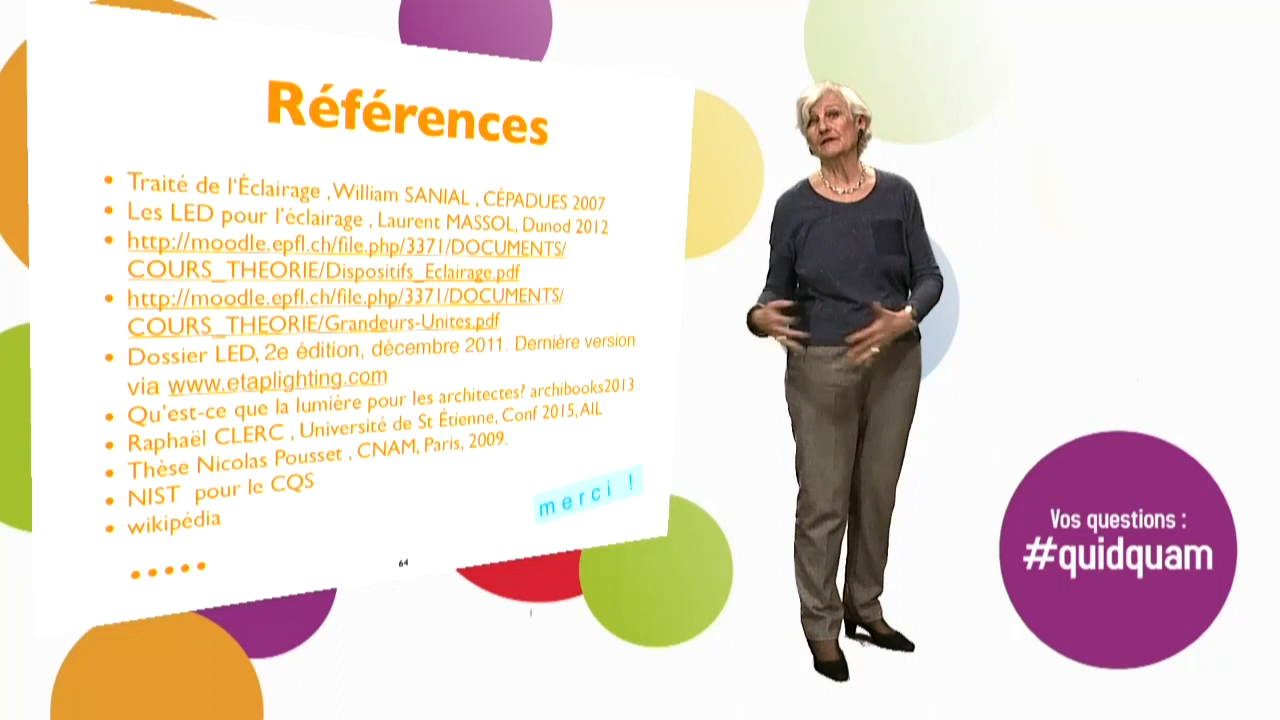 Références
• Traité de l'Éclairage , William SANIAL , CÉPADUES 2007
• Les LED pour l'éclairage , Laurent MASSOL, Dunod 2012
• http://moodle.epfl.ch/file.php/3371/DOCUMENTS/
COURS_THEORIE/Dispositifs_Eclairage.pdf
• http://moodle.epfl.ch/file.php/3371/DOCUMENTS/
COURS_THEORIE/Grandeurs-Unites.pdf
• Dossier LED, 2e édition, décembre 2011. Dernière version
via www.etaplighting.com
• Qu'est-ce que la lumière pour les architectes? archibooks2013
• Raphaël CLERC , Université de St Étienne, Conf 2015, AIL
• Thèse Nicolas Pousset , CNAM, Paris, 2009.
• NIST pour le CQS
• wikipédia
merci !
• • • • •
64
Vos questions :
#quidquam